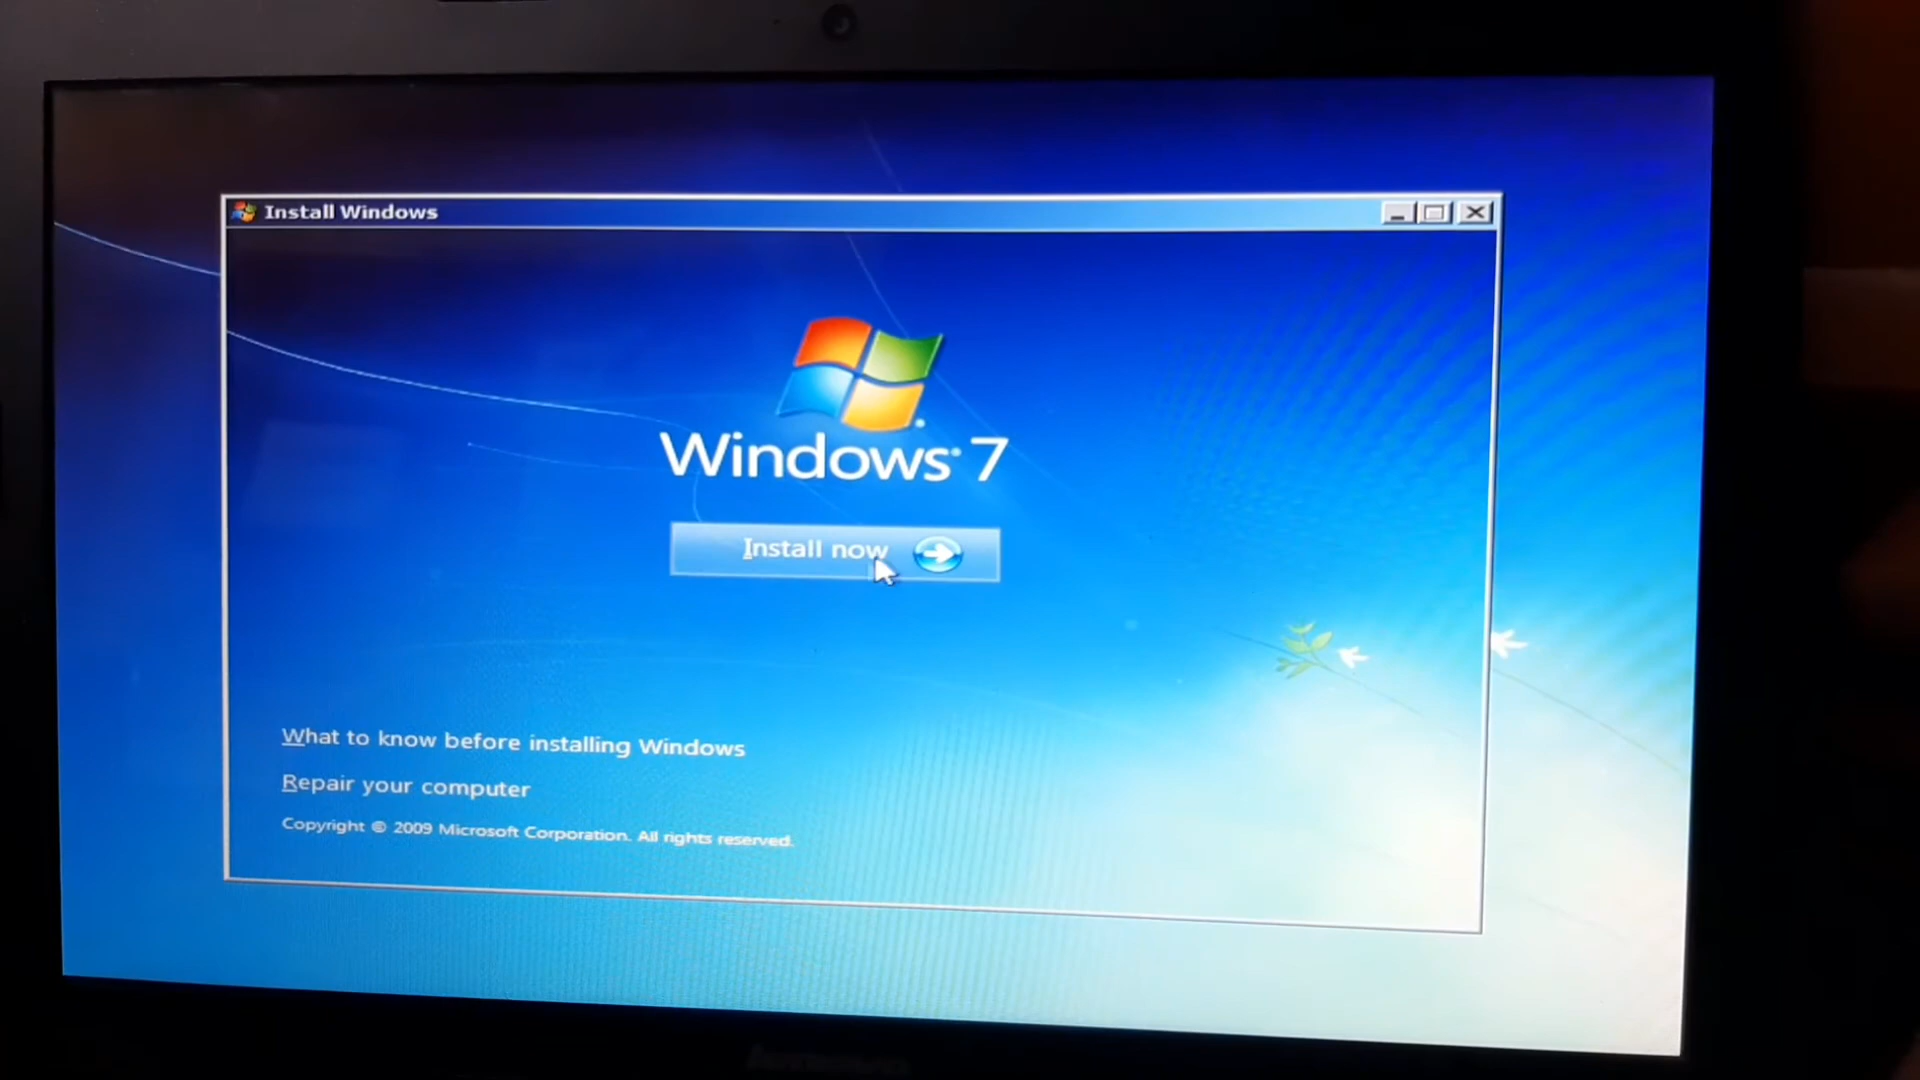 Install Windows
Windows® 7
Install now
What to know before installing Windows
Repair your computer
Copyright © 2009 Microsoft Corporation. All rights reserved.